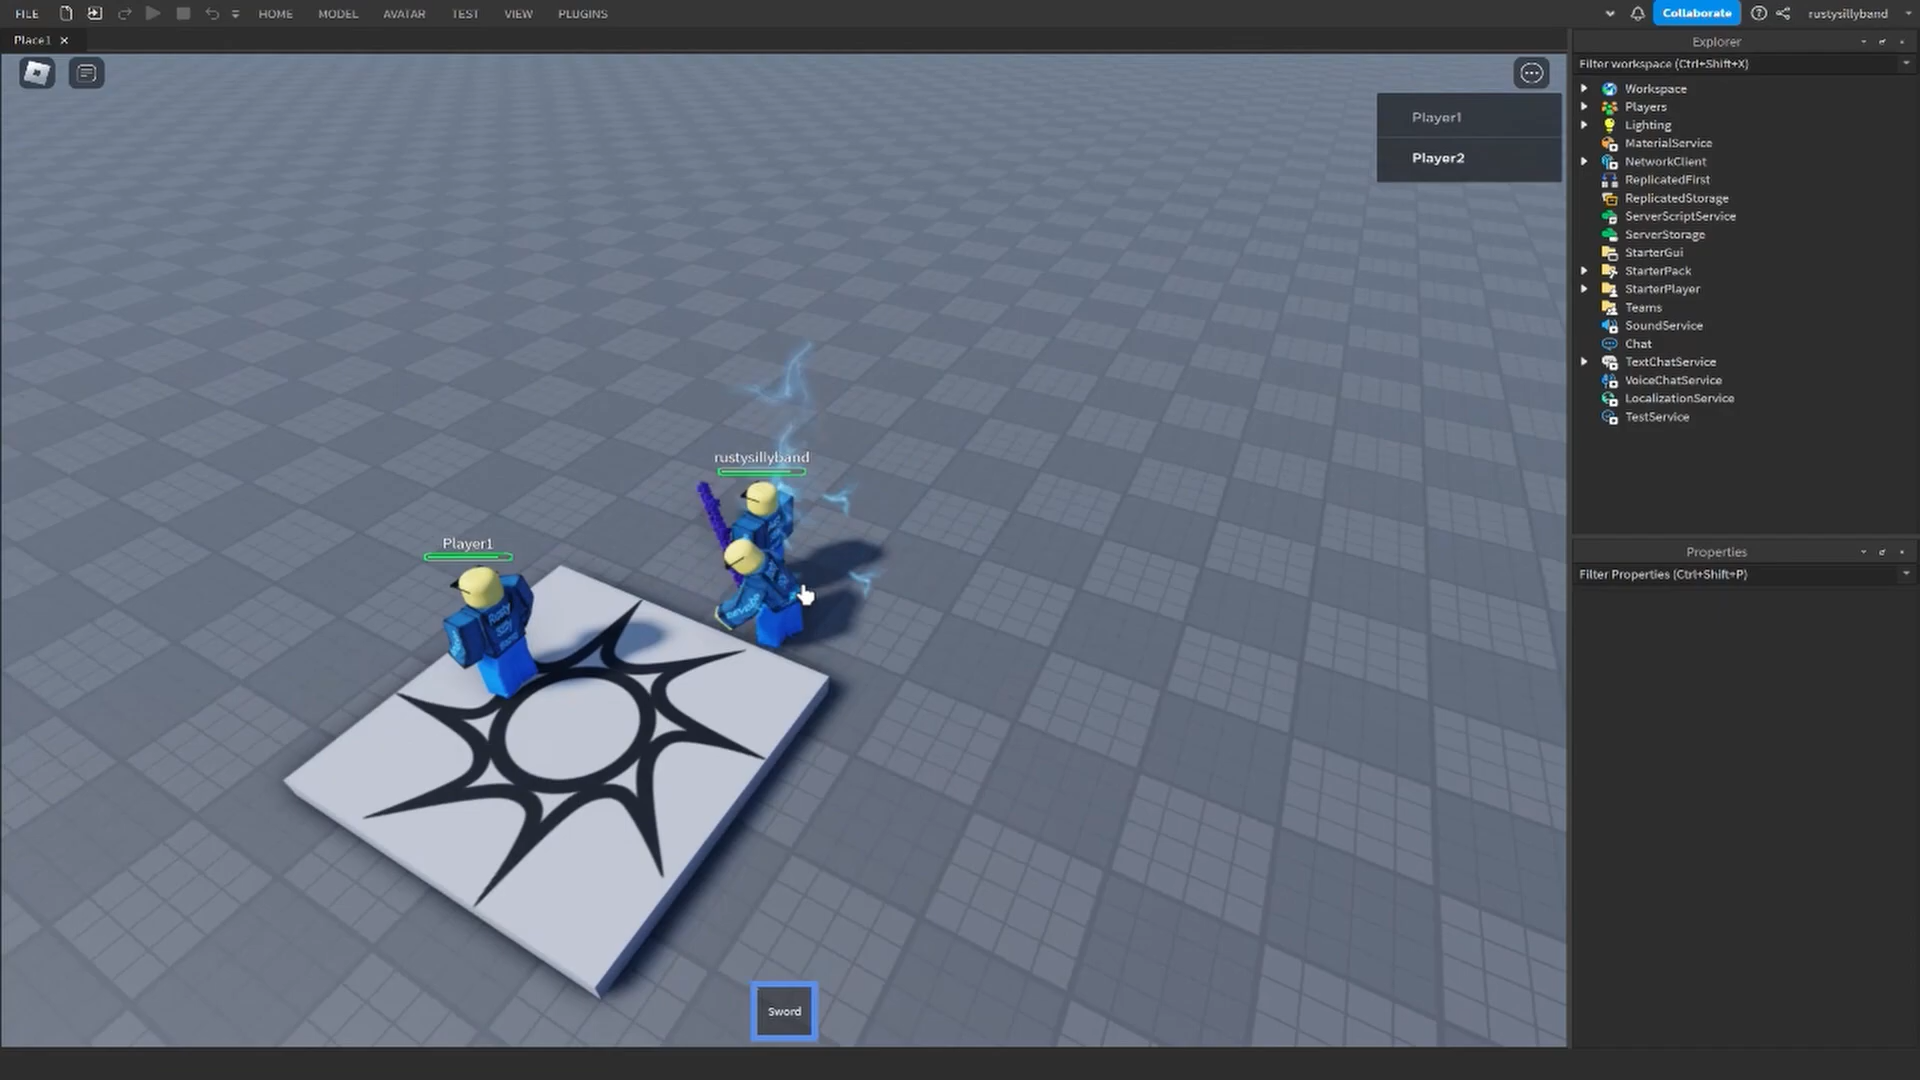 FILE HOME MODEL AVATAR TEST VIEW PLUGINS Collaborate rustysillyband
Place1
Explorer
Filter workspace (Ctrl+Shift+X)
Workspace
Players
Lighting
MaterialService
NetworkClient
ReplicatedFirst
ReplicatedStorage
ServerScriptService
ServerStorage
StarterGui
StarterPack
StarterPlayer
Teams
SoundService
Chat
TextChatService
VoiceChatService
LocalizationService
TestService
Properties
Filter Properties (Ctrl+Shift+P)
Player1
Player2
rustysillyband
Player1
Rusty
Silly
Sword